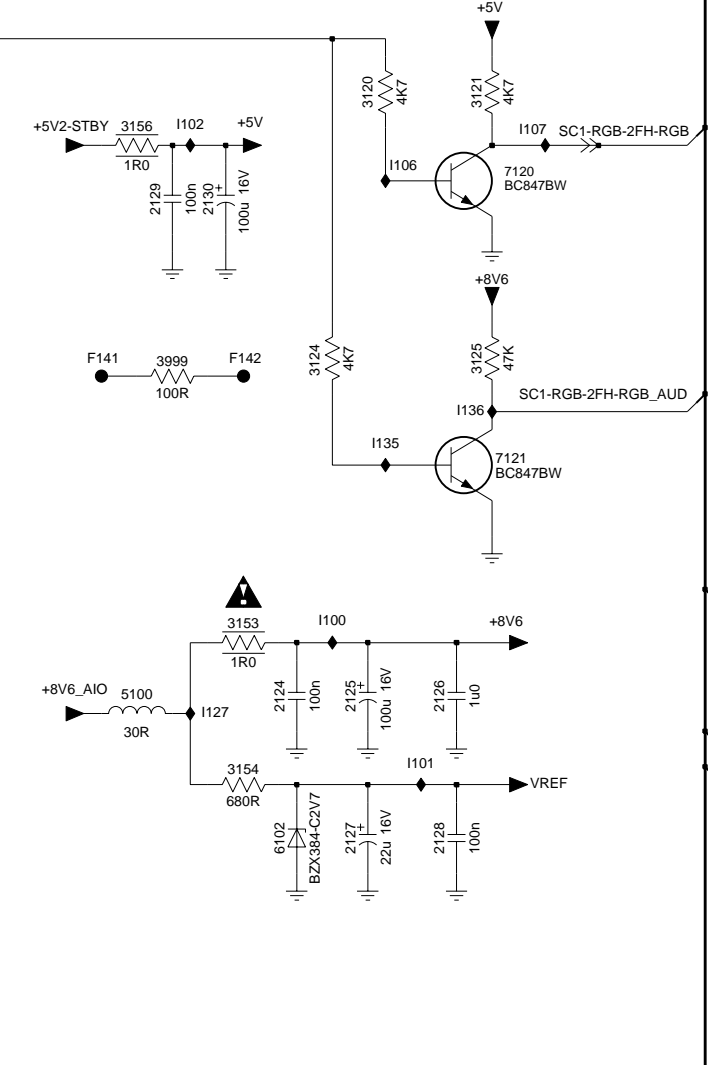 +5V
3120
4K7
3121
4K7
+5V2-STBY
3156
I102
+5V
1R0
I107
SC1-RGB-2FH-RGB
2129
100n
2130
+
100u 16V
I106
7120
BC847BW
+8V6
F141
3999
F142
100R
3124
4K7
3125
47K
SC1-RGB-2FH-RGB_AUD
I136
I135
7121
BC847BW
3153
I100
+8V6
1R0
2124
100n
2125
+
100u 16V
2126
1u0
+8V6_AIO
5100
I127
30R
3154
I101
VREF
680R
6102
BZX384-C2V7
2127
+
22u 16V
2128
100n